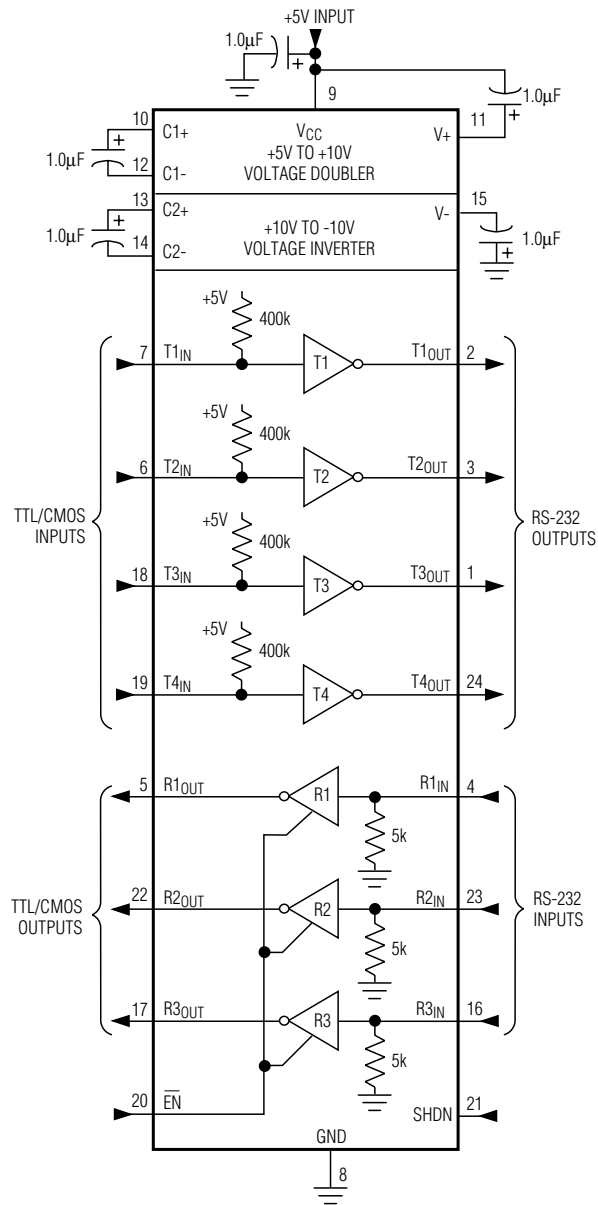 +5V INPUT
1.0µF
+
9
1.0µF
+
10
C1+
VCC
11
V+
+
1.0µF
+5V TO +10V
VOLTAGE DOUBLER
12
C1-
13
C2+
15
V-
+
1.0µF
+10V TO -10V
VOLTAGE INVERTER
14
C2-
1.0µF
+
+5V
400k
7
T1IN
T1
T1OUT
2
+5V
400k
6
T2IN
T2
T2OUT
3
TTL/CMOS
INPUTS
RS-232
OUTPUTS
+5V
400k
18
T3IN
T3
T3OUT
1
+5V
400k
19
T4IN
T4
T4OUT
24
5
R1OUT
R1
R1IN
4
5k
22
R2OUT
R2
R2IN
23
TTL/CMOS
OUTPUTS
RS-232
INPUTS
5k
17
R3OUT
R3
R3IN
16
5k
20
EN
SHDN
21
GND
8